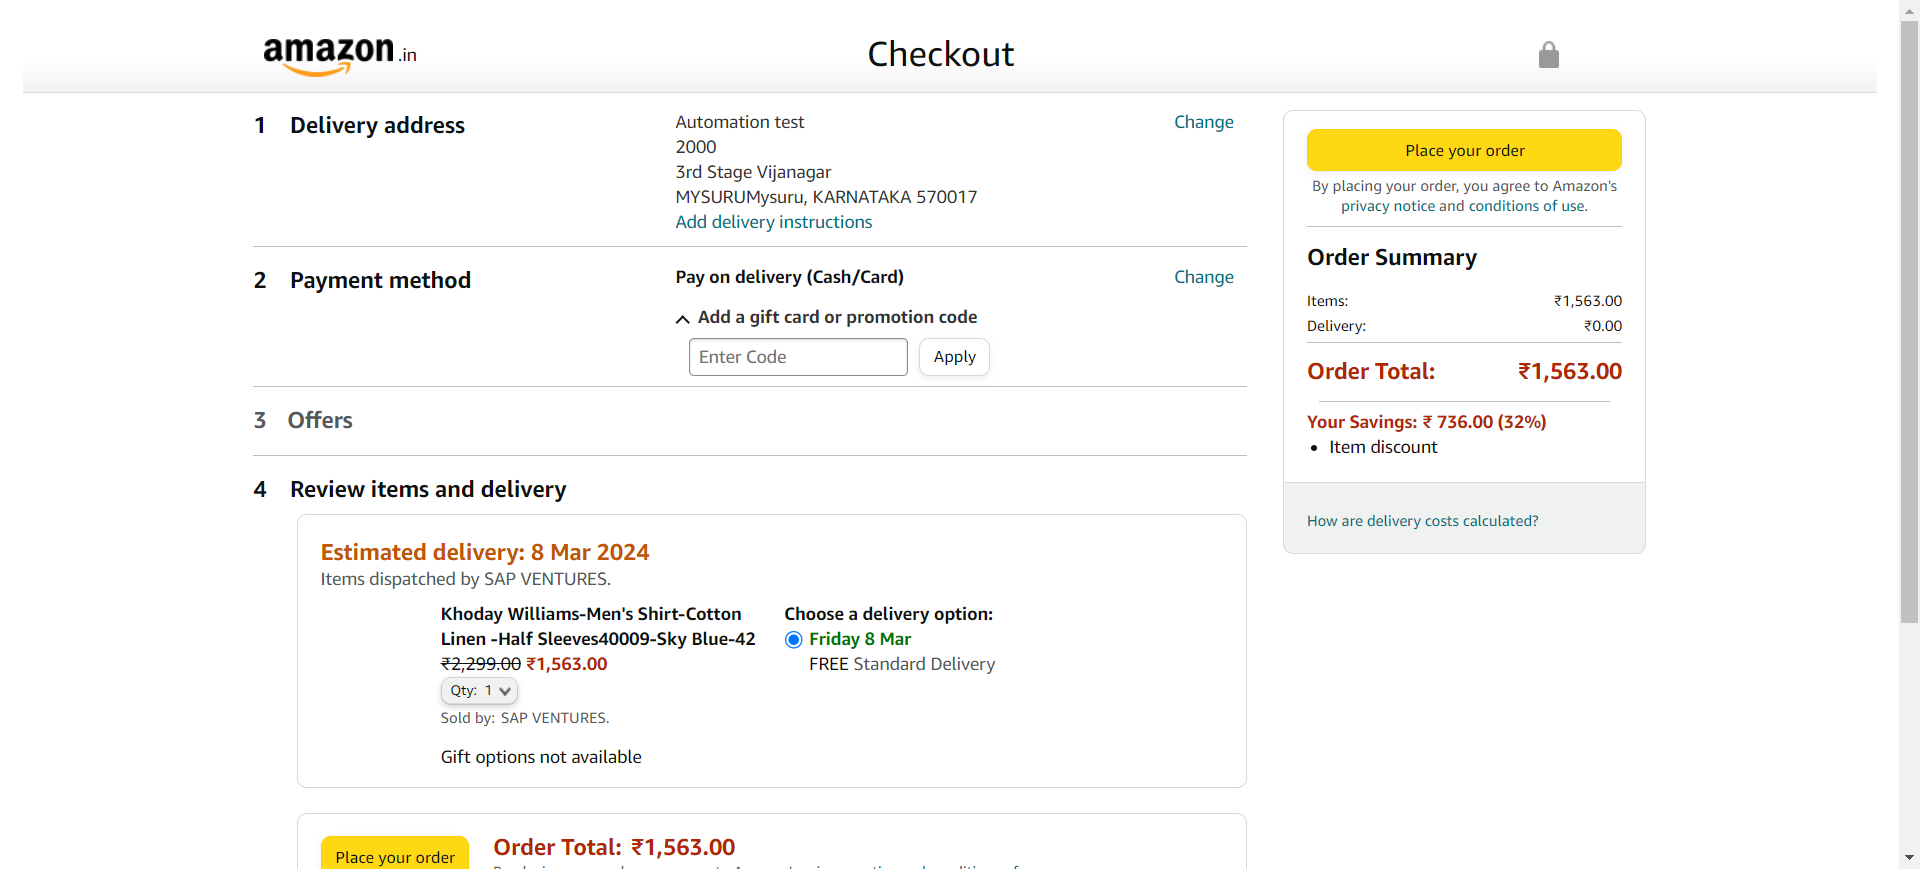 amazon.in
Checkout
1 Delivery address
Automation test
2000
3rd Stage Vijanagar
MYSURUMysuru, KARNATAKA 570017
Add delivery instructions
Change
2 Payment method
Pay on delivery (Cash/Card)
Change
Add a gift card or promotion code
Enter Code
Apply
3 Offers
4 Review items and delivery
Estimated delivery: 8 Mar 2024
Items dispatched by SAP VENTURES.
Khoday Williams-Men's Shirt-Cotton
Linen -Half Sleeves40009-Sky Blue-42
₹2,299.00 ₹1,563.00
Qty: 1
Sold by: SAP VENTURES.
Gift options not available
Choose a delivery option:
Friday 8 Mar
FREE Standard Delivery
Place your order
Order Total: ₹1,563.00
Place your order
By placing your order, you agree to Amazon's
privacy notice and conditions of use.
Order Summary
Items: ₹1,563.00
Delivery: ₹0.00
Order Total: ₹1,563.00
Your Savings: ₹ 736.00 (32%)
• Item discount
How are delivery costs calculated?